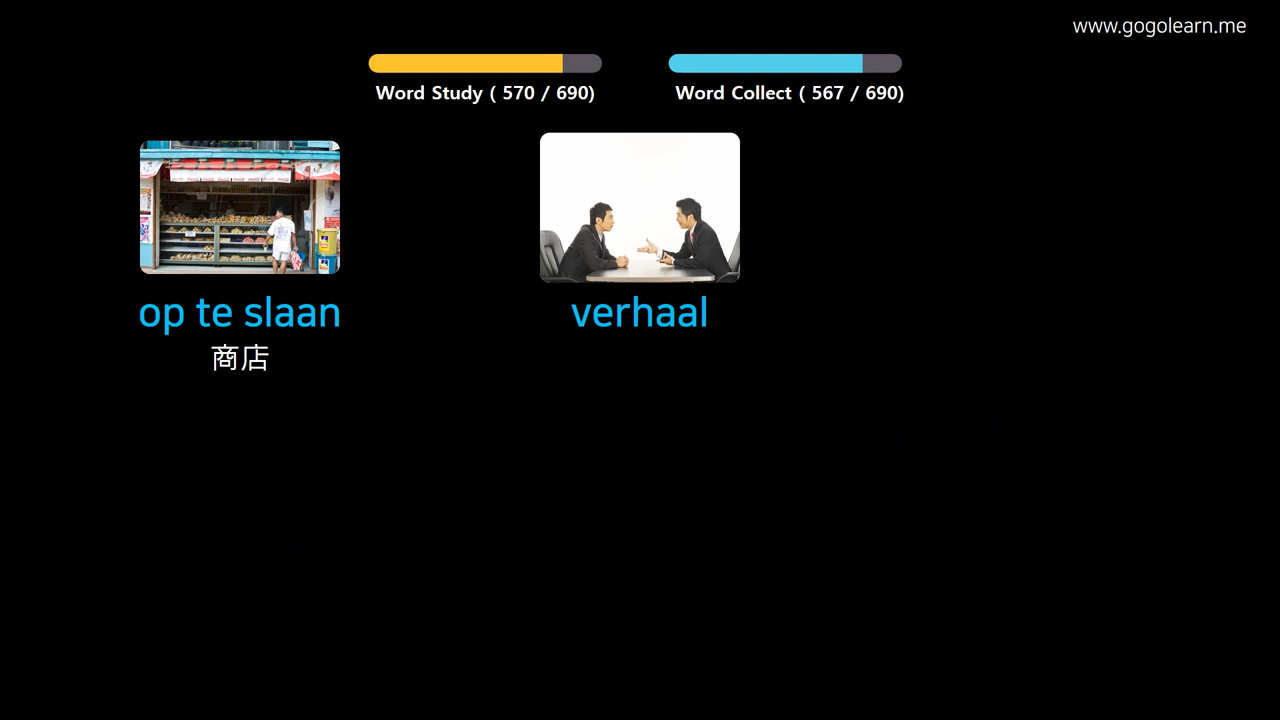 www.gogolearn.me
Word Study ( 570 / 690)
Word Collect ( 567 / 690)
op te slaan
verhaal
商店